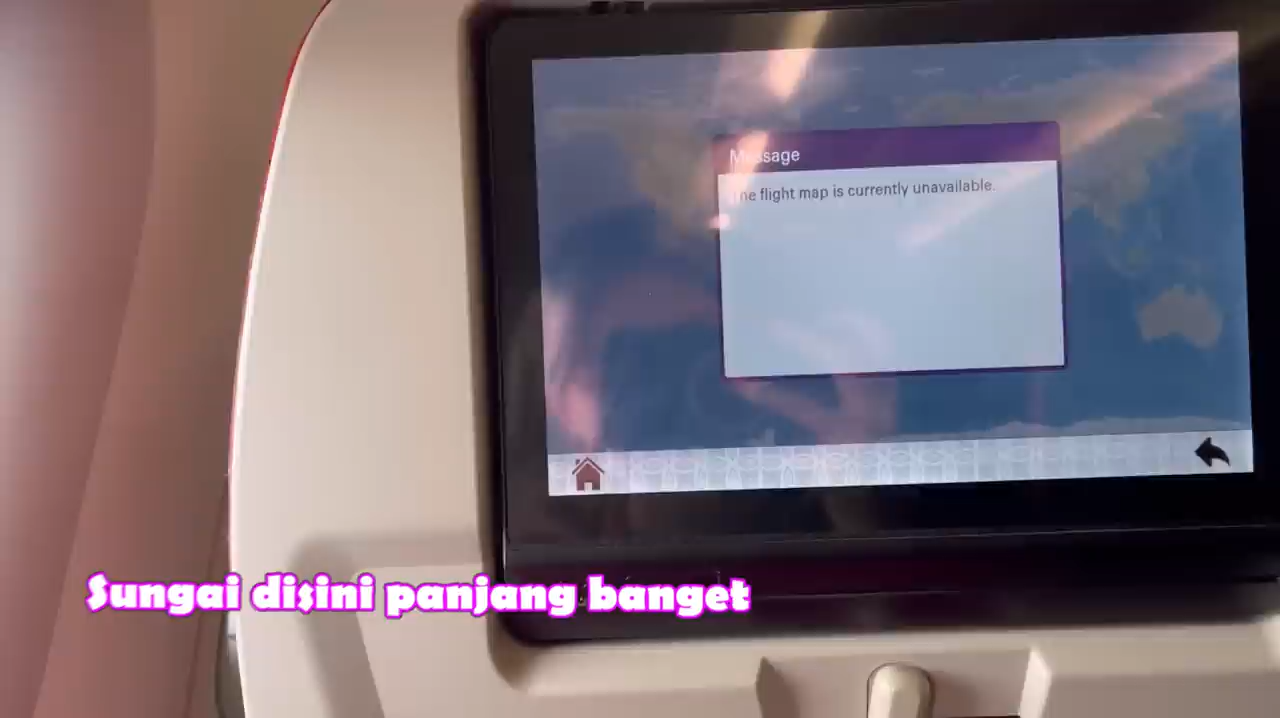 Message
The flight map is currently unavailable.
Sungai disini panjang banget